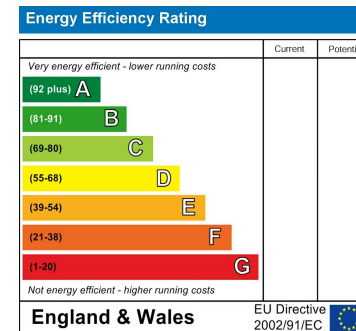 Energy Efficiency Rating
Current Potenti
Very energy efficient - lower running costs
(92 plus) A
(81-91) B
(69-80) C
(55-68) D
(39-54) E
(21-38) F
(1-20) G
Not energy efficient - higher running costs
England & Wales
EU Directive
2002/91/EC